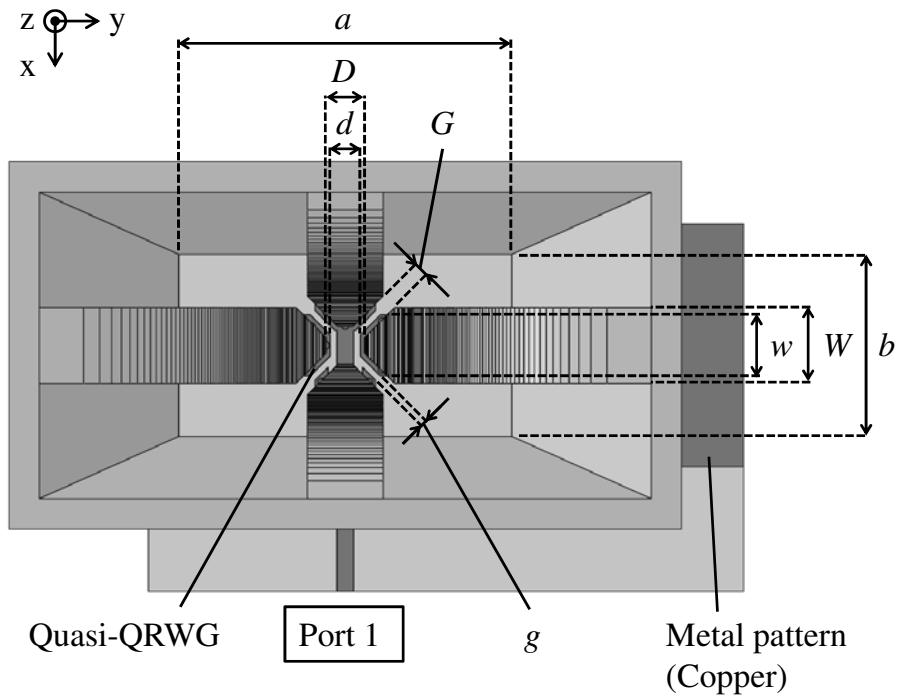 z
y
x
a
D
d
G
w
W
b
Quasi-QRWG
Port 1
g
Metal pattern
(Copper)